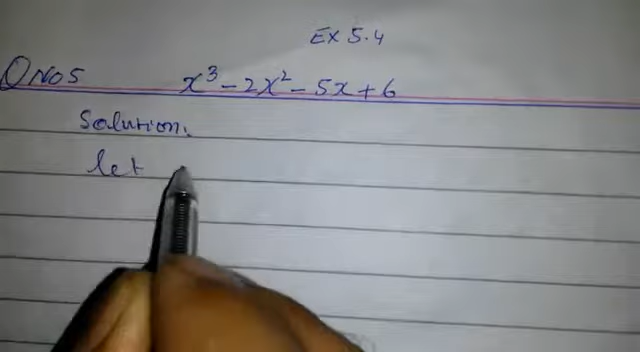 Ex 5.4
QNo5 x³ - 2x² - 5x + 6
Solution.
let